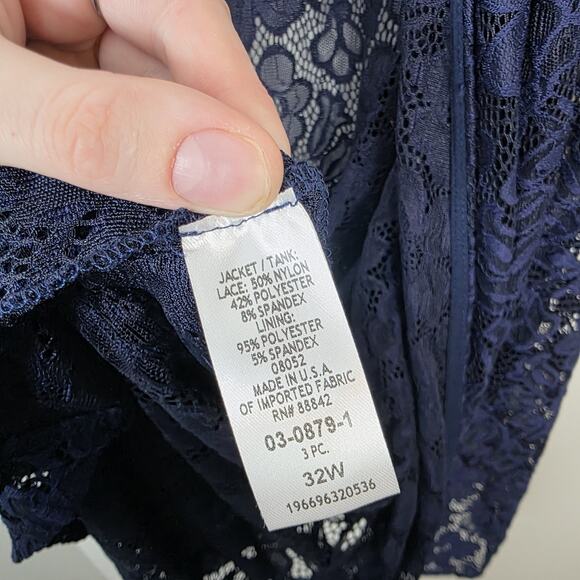 JACKET / TANK:
LACE: 50% NYLON
42% POLYESTER
8% SPANDEX
LINING:
95% POLYESTER
5% SPANDEX
08052
MADE IN U.S.A.
OF IMPORTED FABRIC
RN# 88842
03-0879-1
3 PC.
32W
196696320536